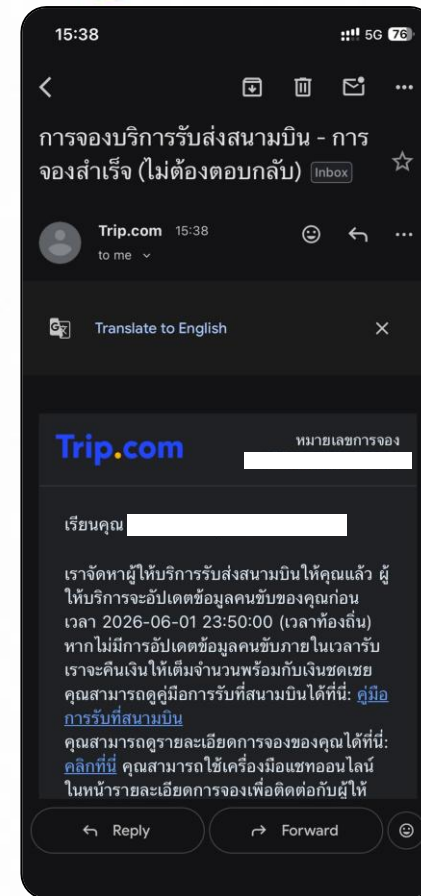 15:38
5G 76
การจองบริการรับส่งสนามบิน - การ
จองสำเร็จ (ไม่ต้องตอบกลับ) Inbox
Trip.com 15:38
to me
Translate to English
Trip.com
หมายเลขการจอง
เรียนคุณ
เราจัดหาผู้ให้บริการรับส่งสนามบินให้คุณแล้ว ผู้
ให้บริการจะอัปเดตข้อมูลคนขับของคุณก่อน
เวลา 2026-06-01 23:50:00 (เวลาท้องถิ่น)
หากไม่มีการอัปเดตข้อมูลคนขับภายในเวลารับ
เราจะคืนเงินให้เต็มจำนวนพร้อมกับเงินชดเชย
คุณสามารถดูคู่มือการรับที่สนามบินได้ที่นี่: คู่มือ
การรับที่สนามบิน
คุณสามารถดูรายละเอียดการจองของคุณได้ที่นี่:
คลิกที่นี่ คุณสามารถใช้เครื่องมือแชทออนไลน์
ในหน้ารายละเอียดการจองเพื่อติดต่อกับผู้ให้
Reply
Forward